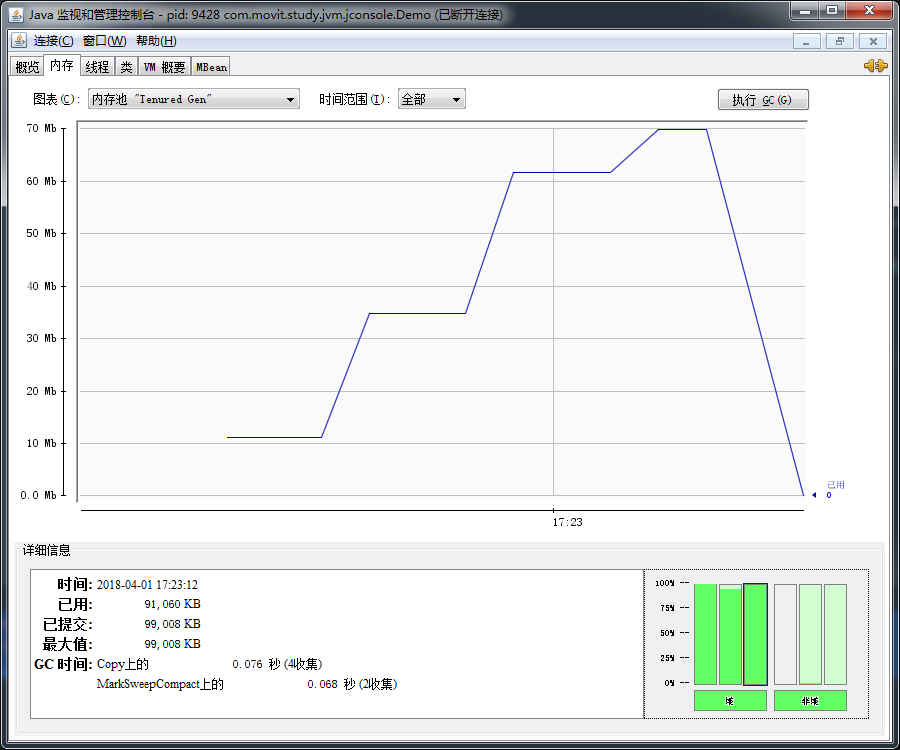 Java 监视和管理控制台 - pid: 9428 com.movit.study.jvm.jconsole.Demo (已断开连接)
连接(C) 窗口(W) 帮助(H)
概览 内存 线程 类 VM 概要 MBean
图表(C): 内存池 "Tenured Gen" 时间范围(I): 全部 执行 GC(G)
70 Mb
60 Mb
50 Mb
40 Mb
30 Mb
20 Mb
10 Mb
0.0 Mb
已用
0
17:23
详细信息
时间: 2018-04-01 17:23:12
已用: 91,060 KB
已提交: 99,008 KB
最大值: 99,008 KB
GC 时间: Copy上的 0.076 秒 (4收集)
MarkSweepCompact上的 0.068 秒 (2收集)
100% --
75% --
50% --
25% --
0% --
堆 非堆